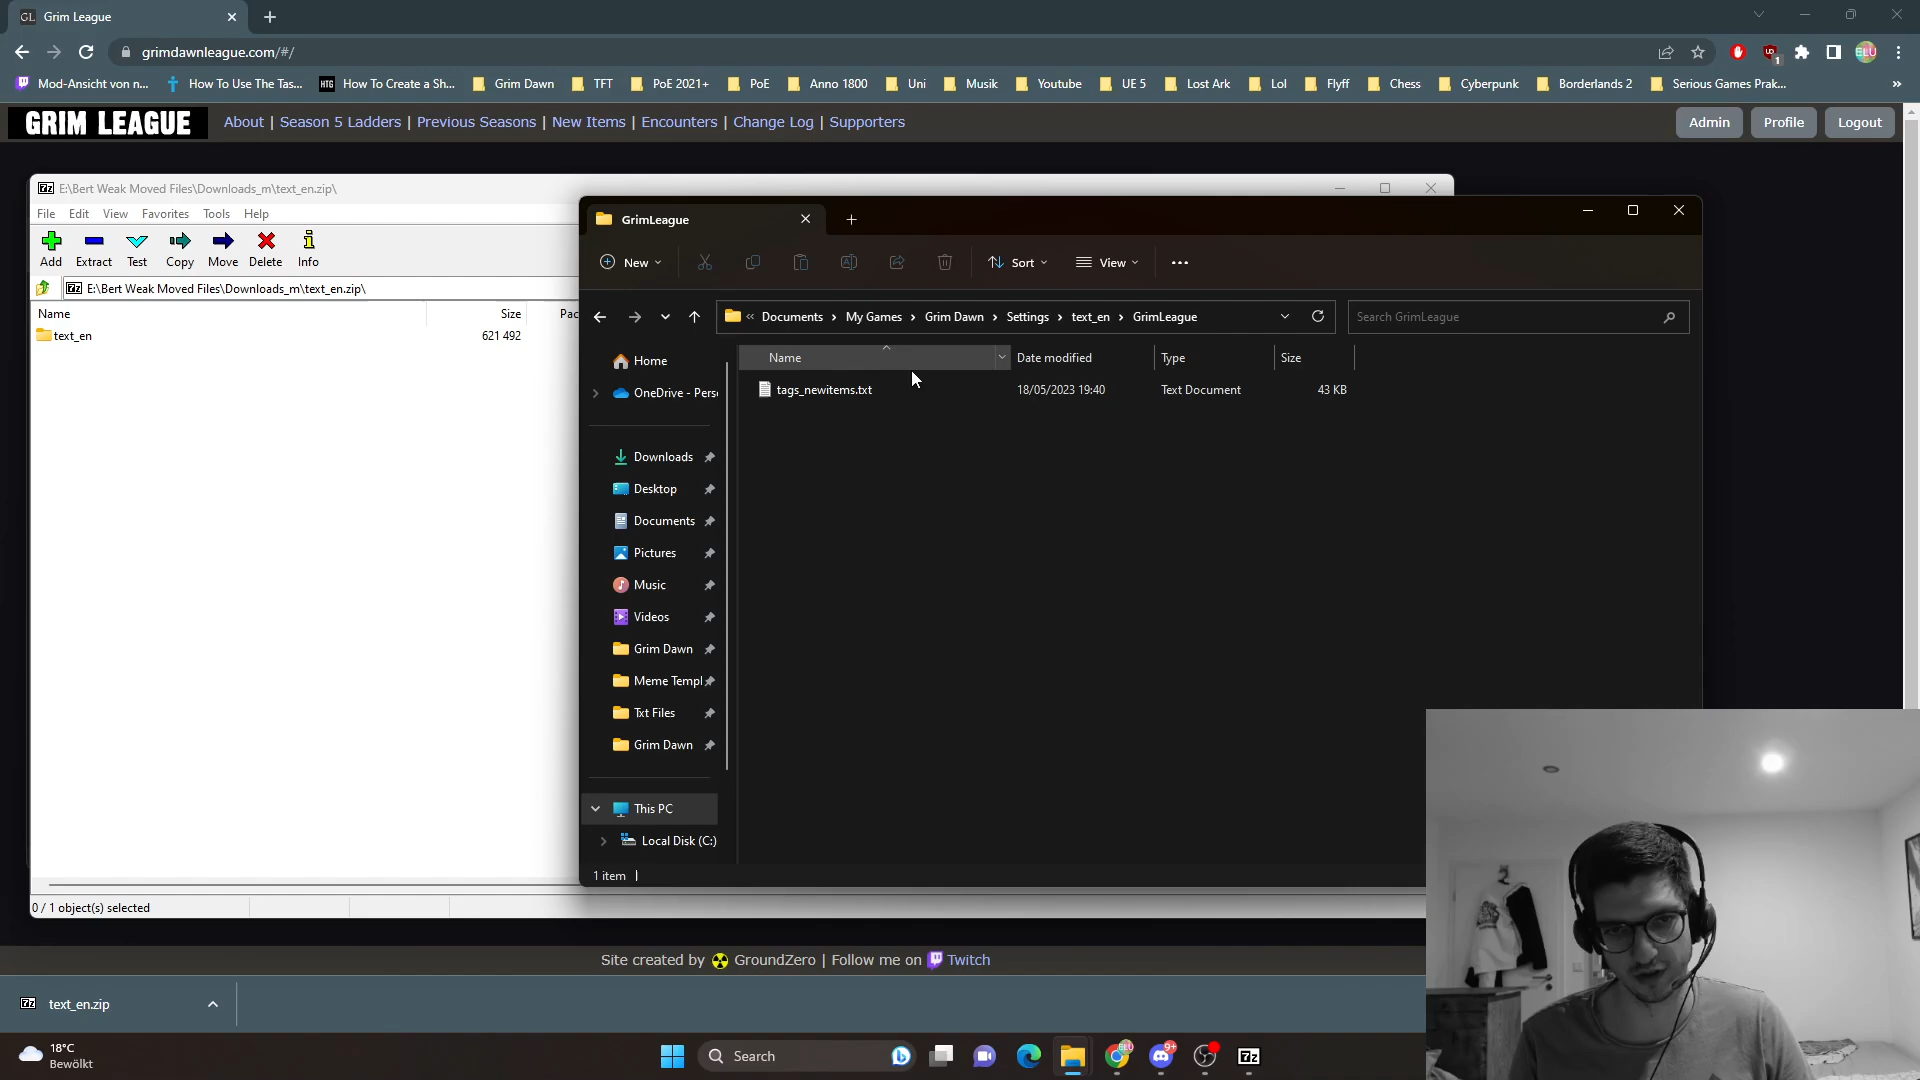 GL Grim League
grimdawnleague.com/#/
Mod-Ansicht von n...
How To Use The Tas...
HTG How To Create a Sh...
Grim Dawn
TFT
PoE 2021+
PoE
Anno 1800
Uni
Musik
Youtube
UE 5
Lost Ark
Lol
Flyff
Chess
Cyberpunk
Borderlands 2
Serious Games Prak...
»
GRIM LEAGUE
About | Season 5 Ladders | Previous Seasons | New Items | Encounters | Change Log | Supporters
Admin
Profile
Logout
7z E:\Bert Weak Moved Files\Downloads_m\text_en.zip\
File Edit View Favorites Tools Help
Add Extract Test Copy Move Delete Info
7z E:\Bert Weak Moved Files\Downloads_m\text_en.zip\
Name Size Pac
text_en 621 492
0 / 1 object(s) selected
GrimLeague
New
Sort
View
« Documents › My Games › Grim Dawn › Settings › text_en › GrimLeague
Search GrimLeague
Name Date modified Type Size
tags_newitems.txt 18/05/2023 19:40 Text Document 43 KB
Home
OneDrive - Pers
Downloads
Desktop
Documents
Pictures
Music
Videos
Grim Dawn
Meme Templ
Txt Files
Grim Dawn
This PC
Local Disk (C:)
1 item
Site created by GroundZero | Follow me on Twitch
7z text_en.zip
18°C
Bewölkt
Search
9+
7z